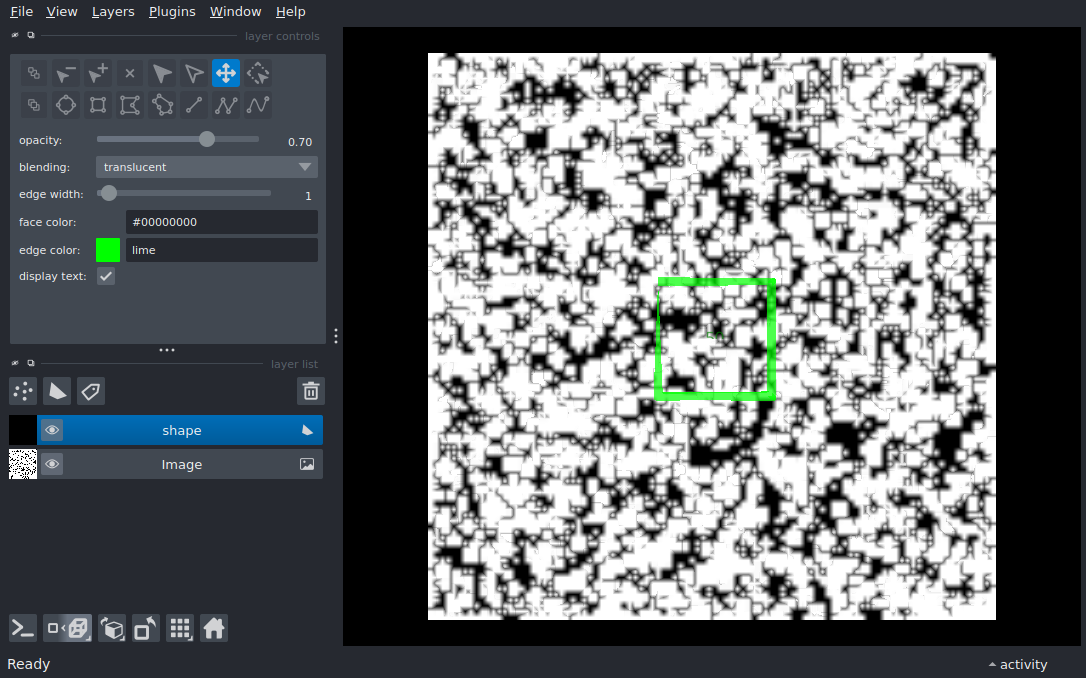 File View Layers Plugins Window Help
layer controls
opacity: 0.70
blending: translucent
edge width: 1
face color: #00000000
edge color: lime
display text:
layer list
shape
Image
Ready
activity